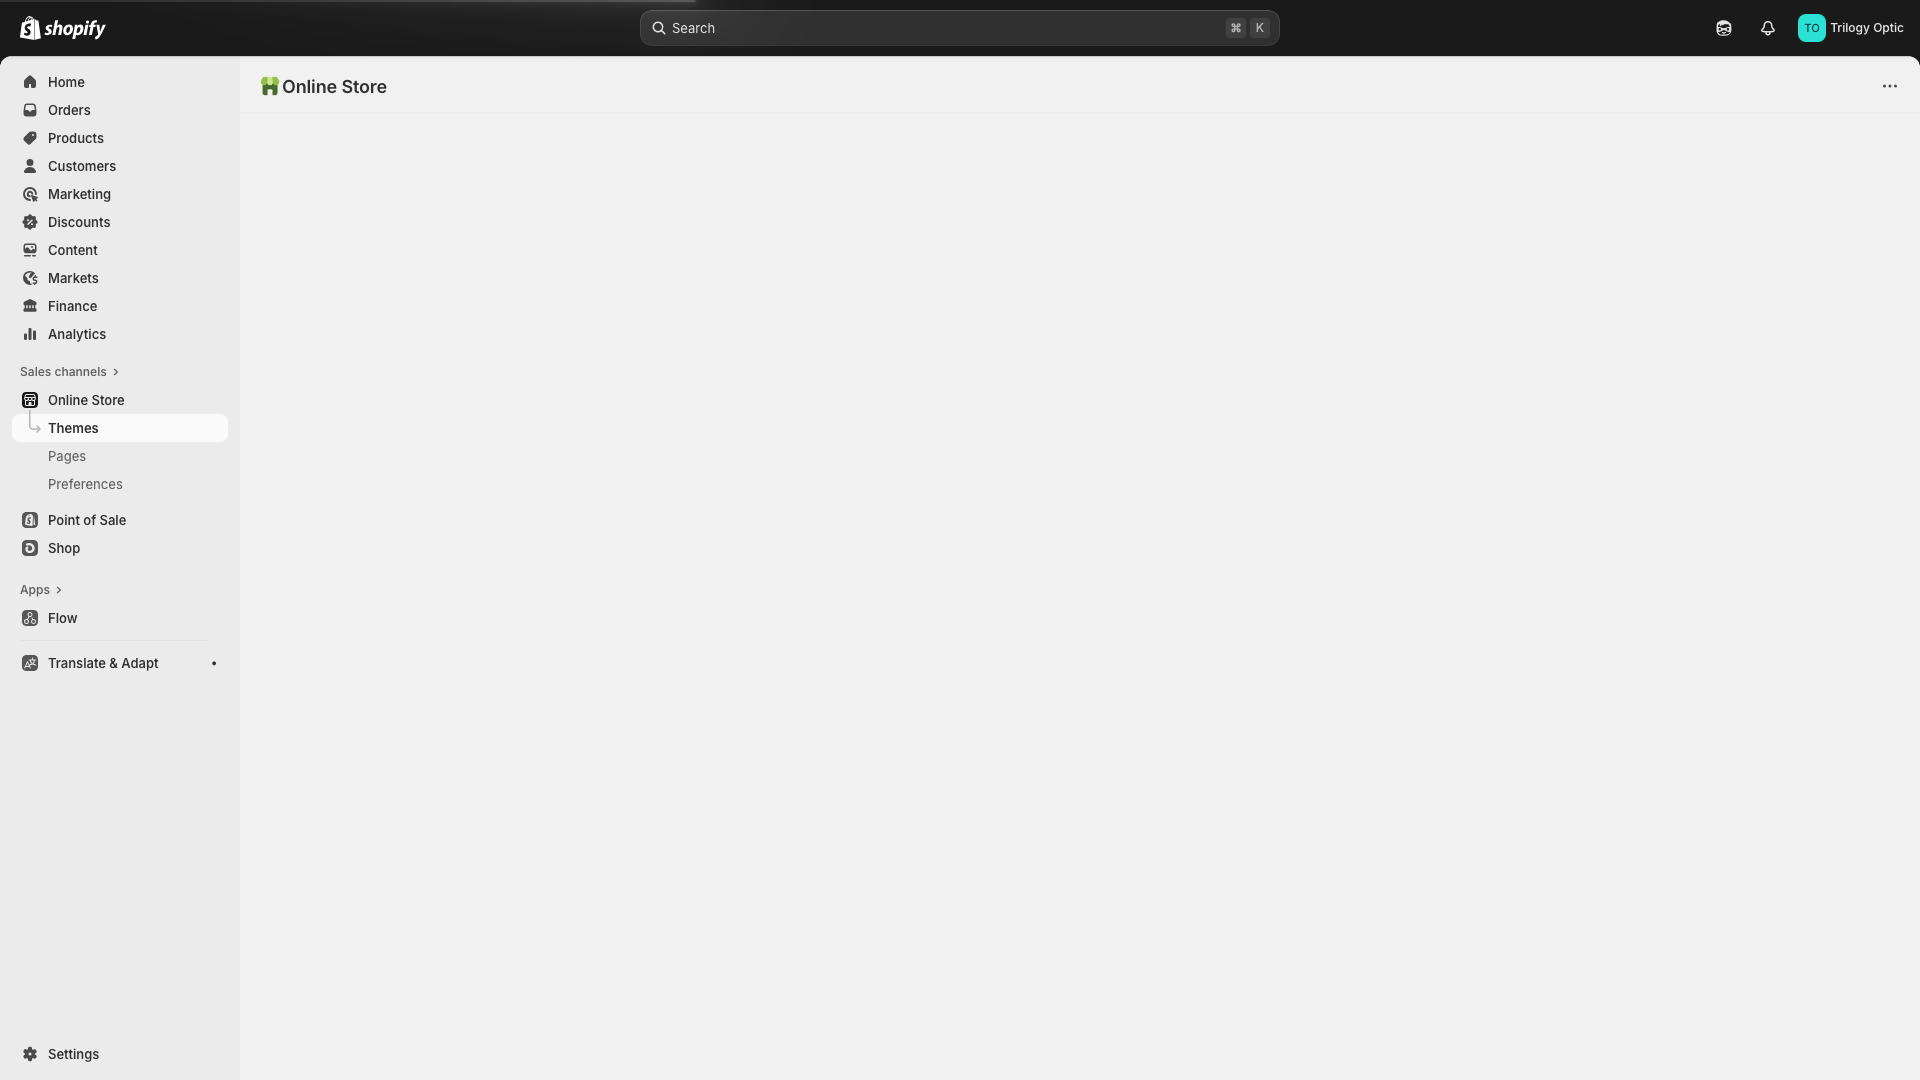 shopify
Search
⌘ K
TO
Trilogy Optic
Home
Orders
Products
Customers
Marketing
Discounts
Content
Markets
Finance
Analytics
Sales channels
Online Store
Themes
Pages
Preferences
Point of Sale
Shop
Apps
Flow
Translate & Adapt
Settings
Online Store